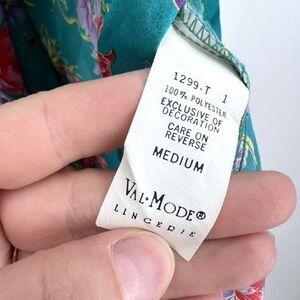 1299-T 1
100% POLYESTER
EXCLUSIVE OF
DECORATION
CARE ON
REVERSE
MEDIUM
VAL·MODE®
LINGERIE